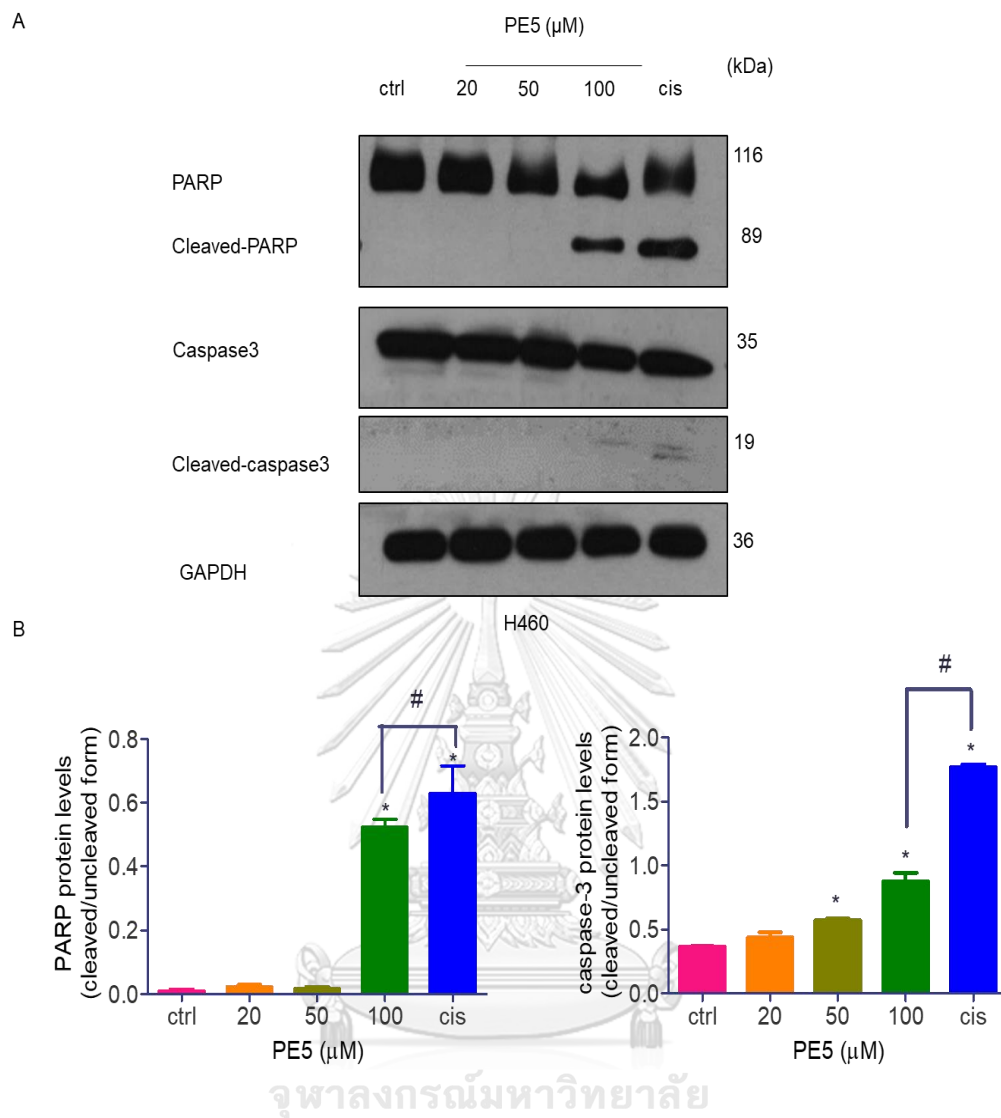 A
PE5 (µM)
(kDa)
ctrl 20 50 100 cis
116
PARP
Cleaved-PARP 89
Caspase3 35
19
Cleaved-caspase3
36
GAPDH
H460
B
#
#
PARP protein levels
(cleaved/uncleaved form)
0.8
0.6
0.4
0.2
0.0
* *
ctrl 20 50 100 cis
PE5 (µM)
caspase-3 protein levels
(cleaved/uncleaved form)
2.0
1.5
1.0
0.5
0.0
* * *
ctrl 20 50 100 cis
PE5 (µM)
จุฬาลงกรณ์มหาวิทยาลัย